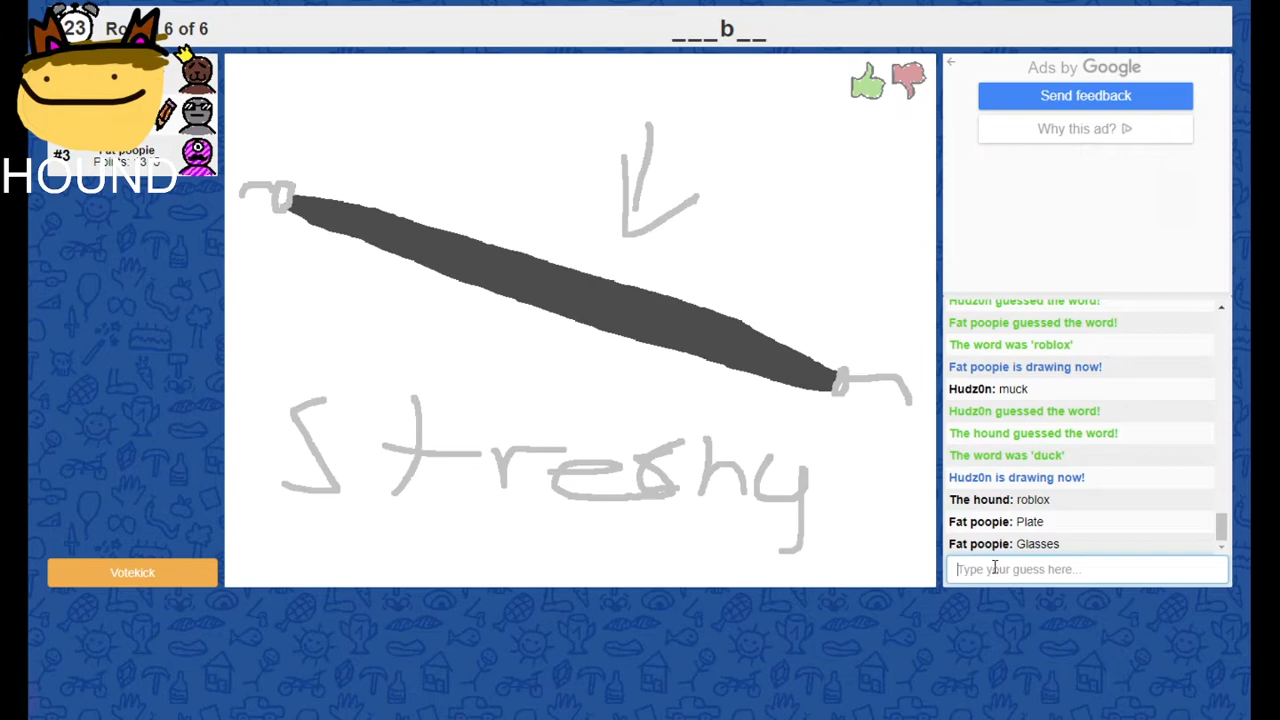 23 Ro 6 of 6
___b__
#3 Fat poopie
Points:
HOUND
Votekick
Streshy
Ads by Google
Send feedback
Why this ad?
Hudz0n guessed the word!
Fat poopie guessed the word!
The word was 'roblox'
Fat poopie is drawing now!
Hudz0n: muck
Hudz0n guessed the word!
The hound guessed the word!
The word was 'duck'
Hudz0n is drawing now!
The hound: roblox
Fat poopie: Plate
Fat poopie: Glasses
Type your guess here...